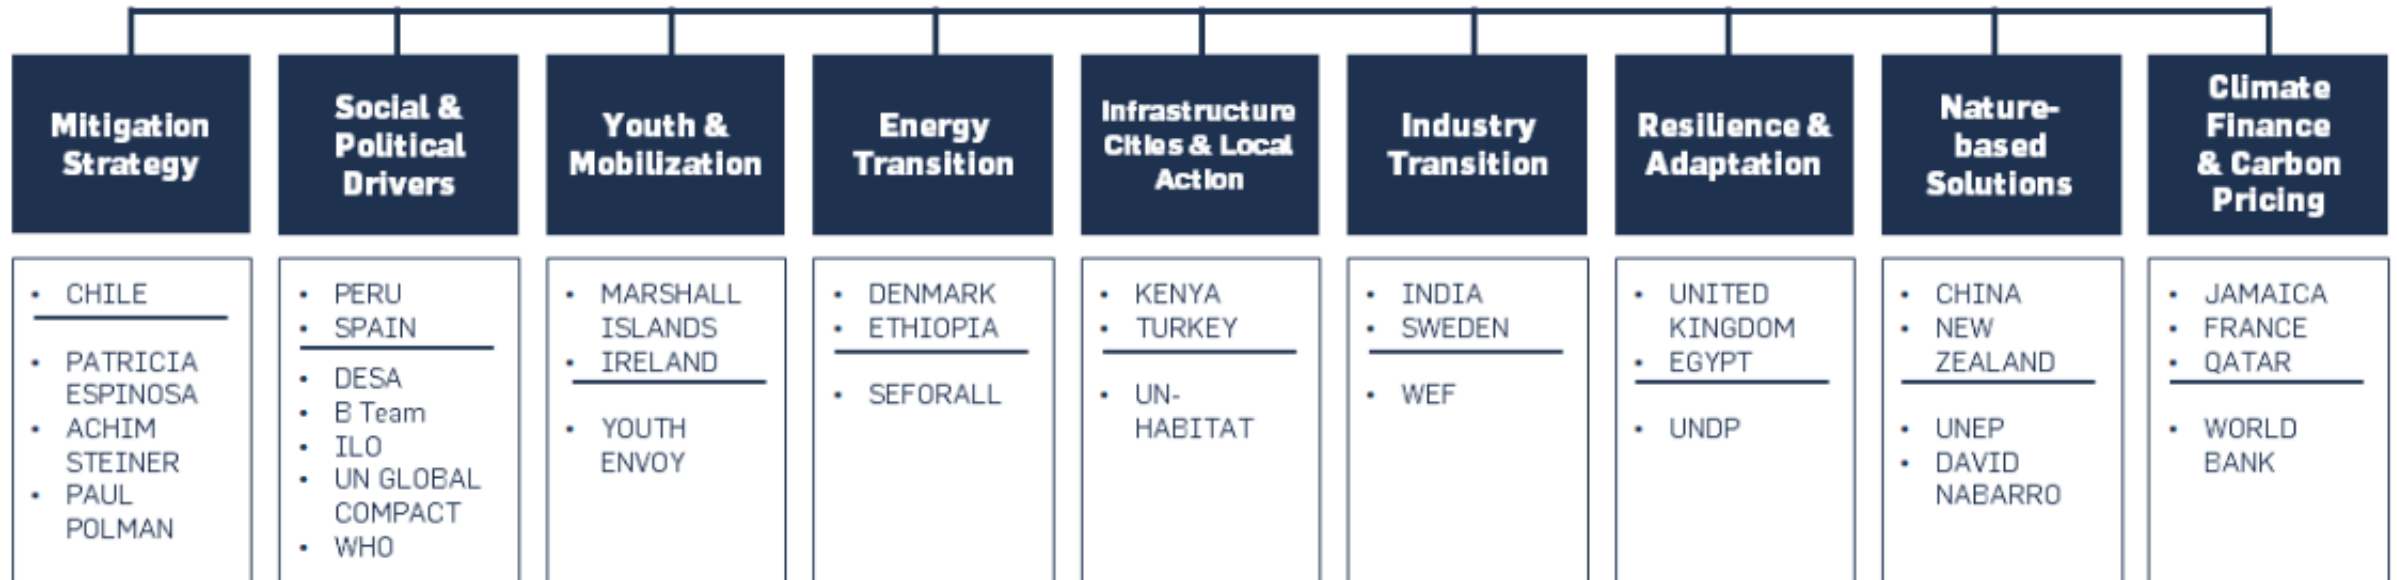 Mitigation
Strategy
• CHILE
• PATRICIA
ESPINOSA
• ACHIM
STEINER
• PAUL
POLMAN
Social &
Political
Drivers
• PERU
• SPAIN
• DESA
• B Team
• ILO
• UN GLOBAL
COMPACT
• WHO
Youth &
Mobilization
• MARSHALL
ISLANDS
• IRELAND
• YOUTH
ENVOY
Energy
Transition
• DENMARK
• ETHIOPIA
• SEFORALL
Infrastructure
Cities & Local
Action
• KENYA
• TURKEY
• UN-
HABITAT
Industry
Transition
• INDIA
• SWEDEN
• WEF
Resilience &
Adaptation
• UNITED
KINGDOM
• EGYPT
• UNDP
Nature-
based
Solutions
• CHINA
• NEW
ZEALAND
• UNEP
• DAVID
NABARRO
Climate
Finance
& Carbon
Pricing
• JAMAICA
• FRANCE
• QATAR
• WORLD
BANK